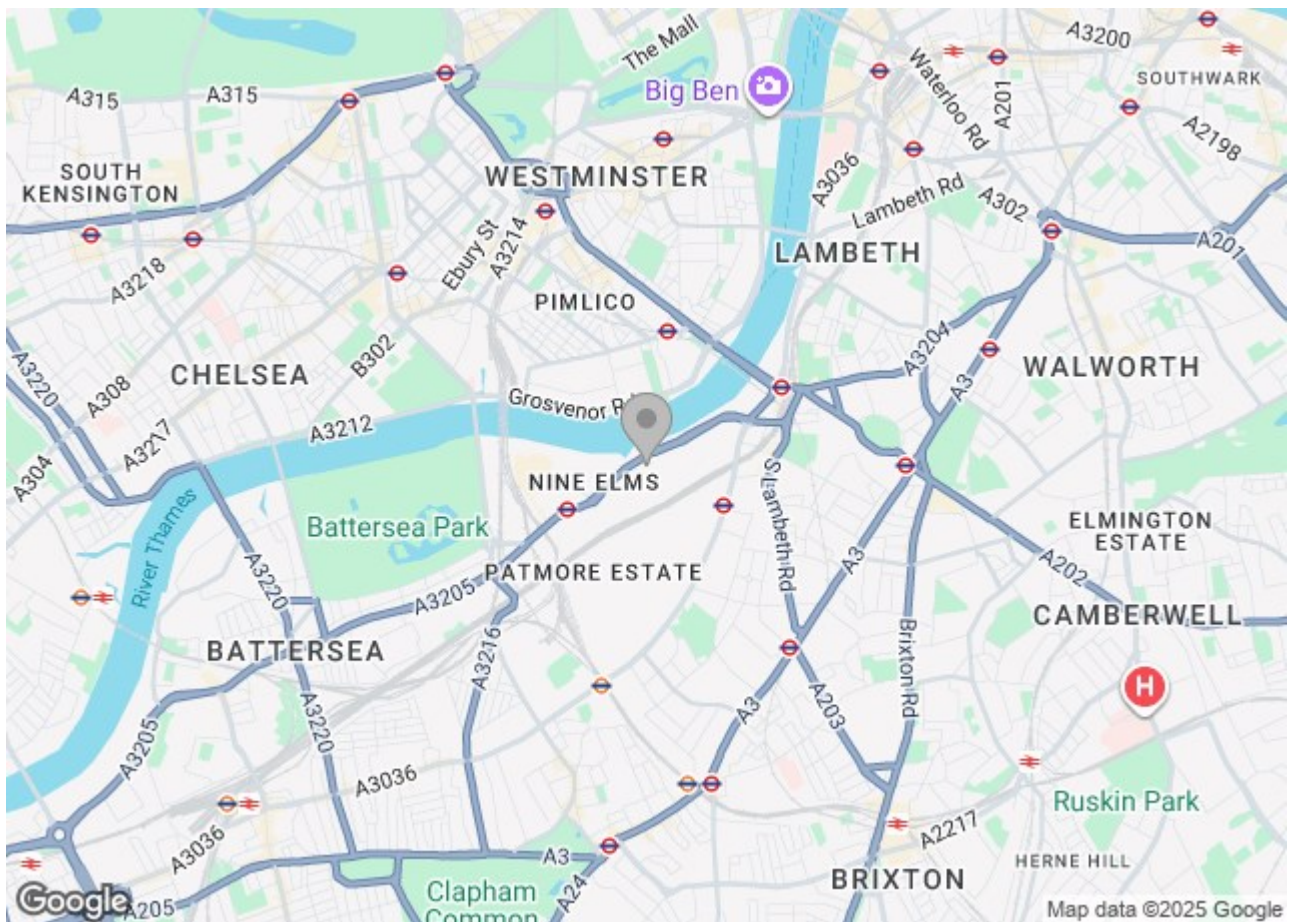 The Mall
A3200
SOUTHWARK
A315
A315
Big Ben
Waterloo Rd
A201
A2198
SOUTH
KENSINGTON
WESTMINSTER
A3036
Lambeth Rd
A302
A201
Ebury St
A3214
LAMBETH
A3218
PIMLICO
A3220
A308
CHELSEA
B302
A3204
WALWORTH
A3
Grosvenor R
A3212
A3217
A304
NINE ELMS
S Lambeth Rd
Battersea Park
ELMINGTON
ESTATE
River Thames
A3220
PATMORE ESTATE
A3
A202
A3205
CAMBERWELL
BATTERSEA
A3216
Brixton Rd
H
A203
A3
A3220
A3205
A3036
Ruskin Park
A3036
A2217
A3
HERNE HILL
BRIXTON
Clapham
Common
A24
Google
A205
Map data ©2025 Google